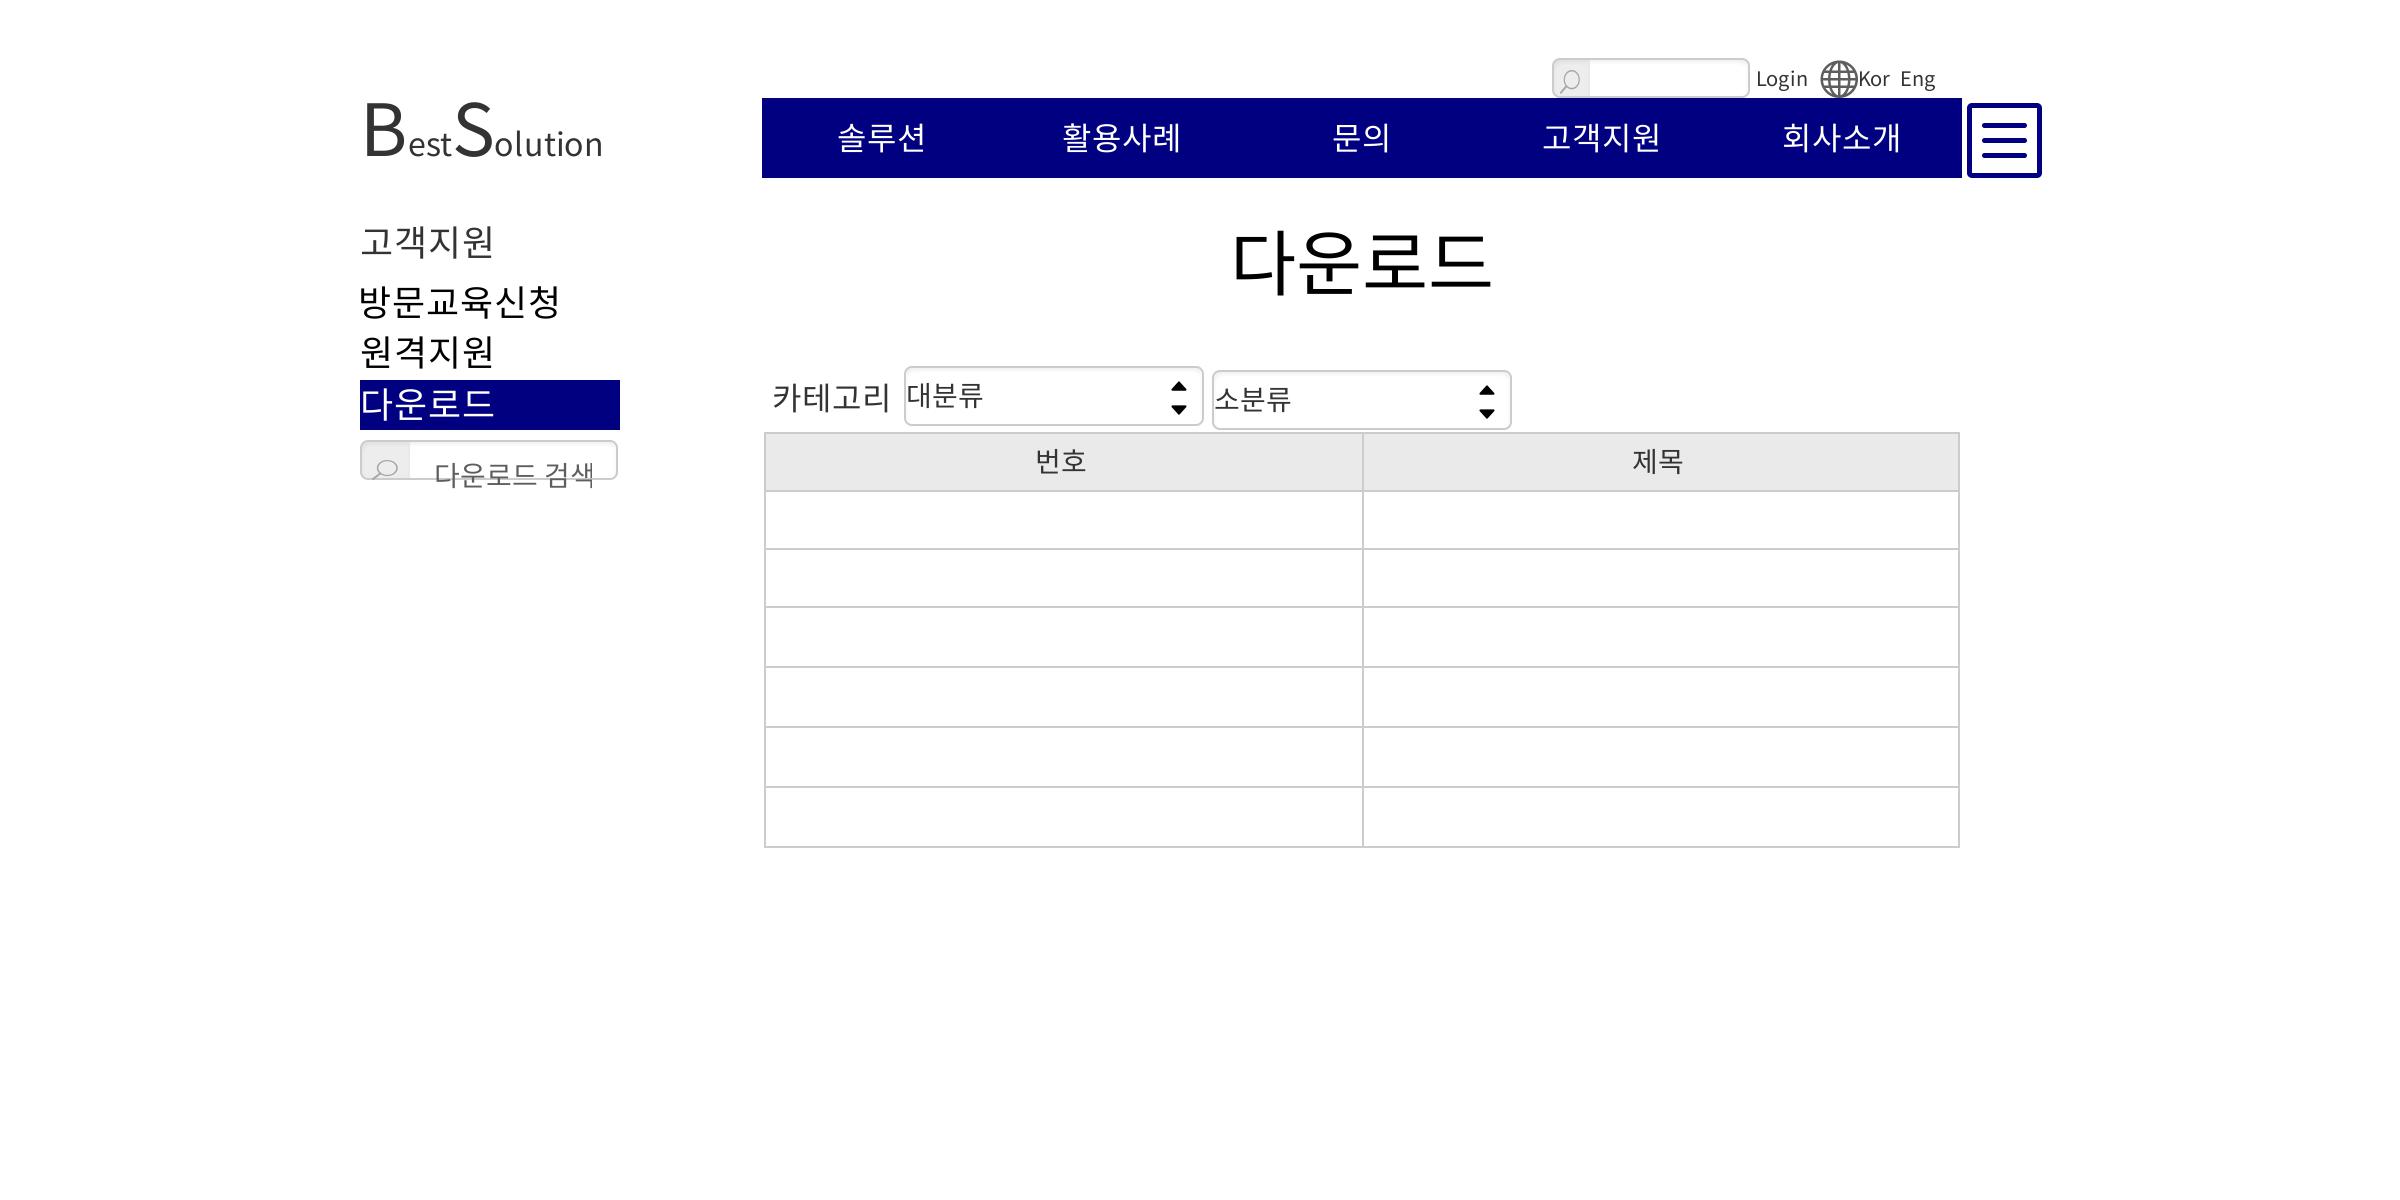 Login Kor Eng
BestSolution
솔루션 활용사례 문의 고객지원 회사소개
고객지원
방문교육신청
원격지원
다운로드
다운로드 검색
다운로드
카테고리 대분류 소분류
번호 제목